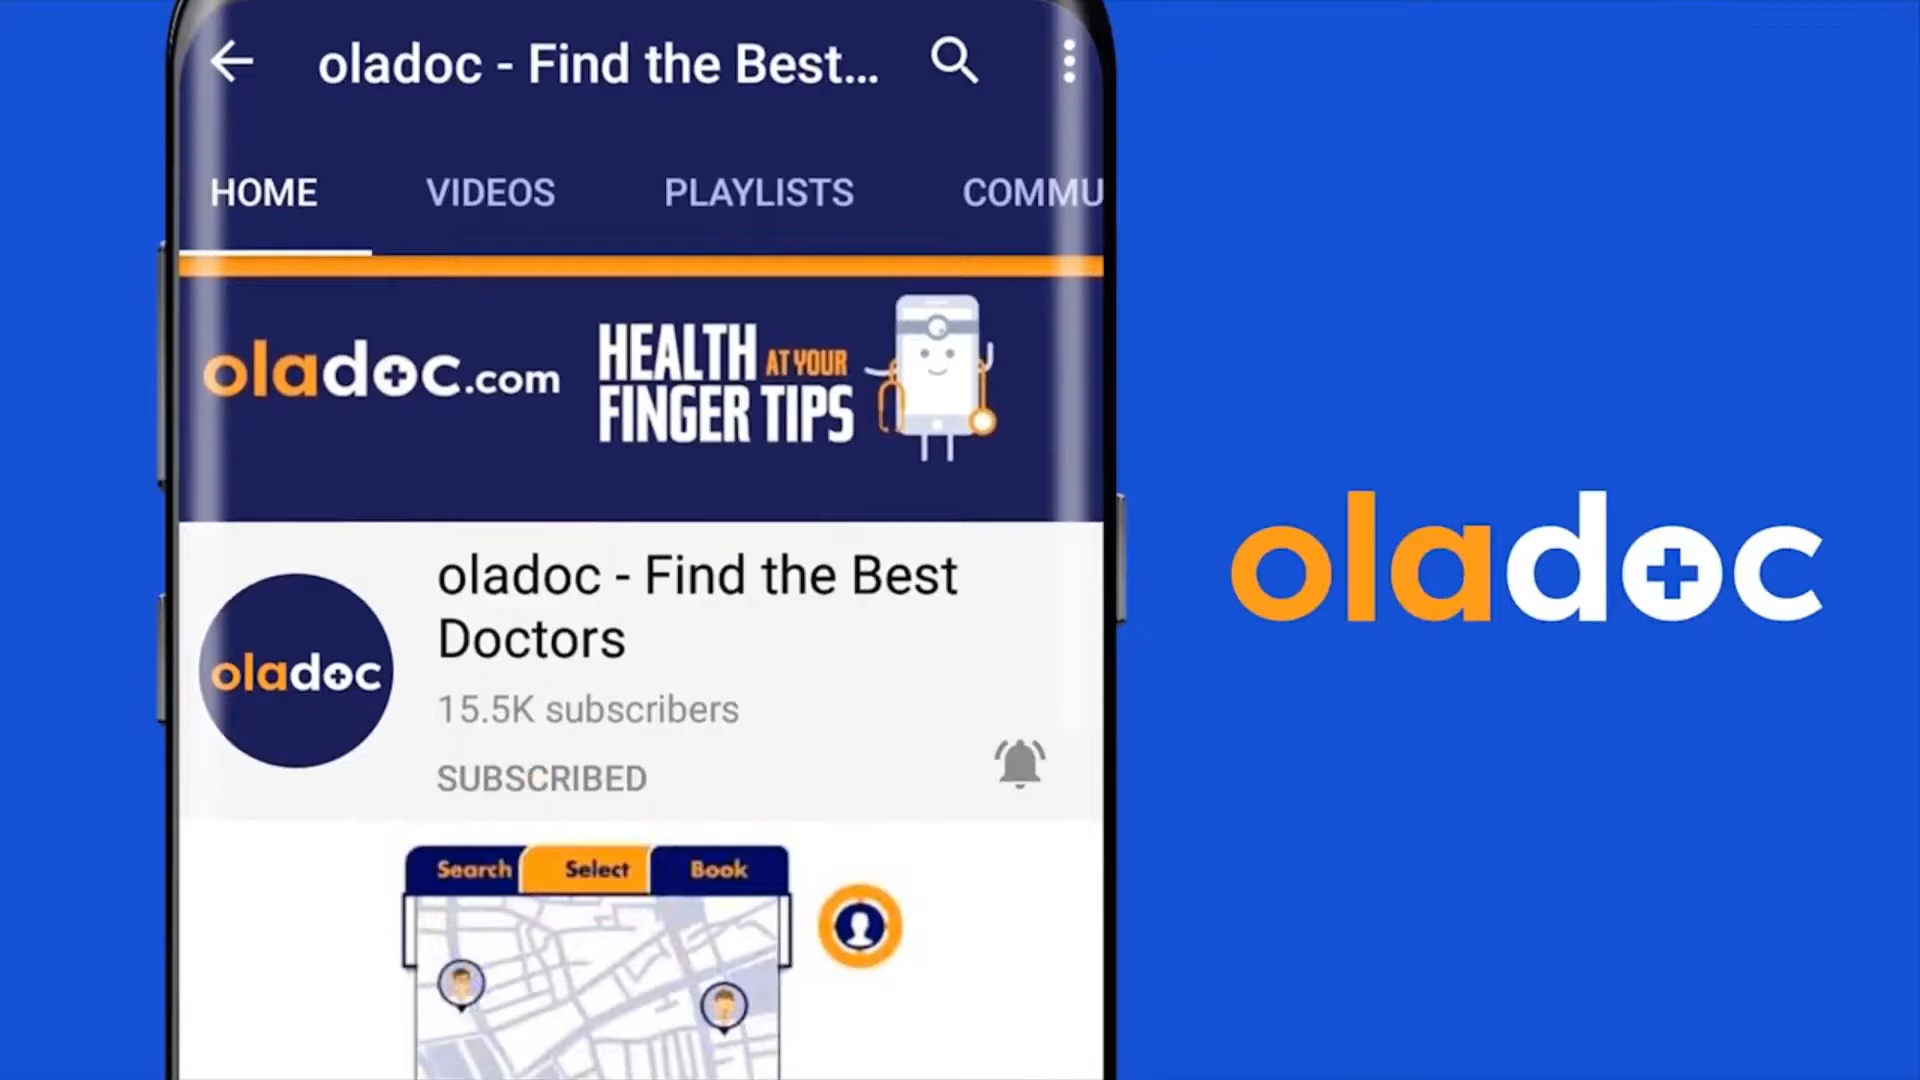 oladoc - Find the Best...
HOME VIDEOS PLAYLISTS COMMU
oladoc.com
HEALTH AT YOUR
FINGER TIPS
oladoc - Find the Best
Doctors
oladoc
15.5K subscribers
SUBSCRIBED
Search Select Book
oladoc